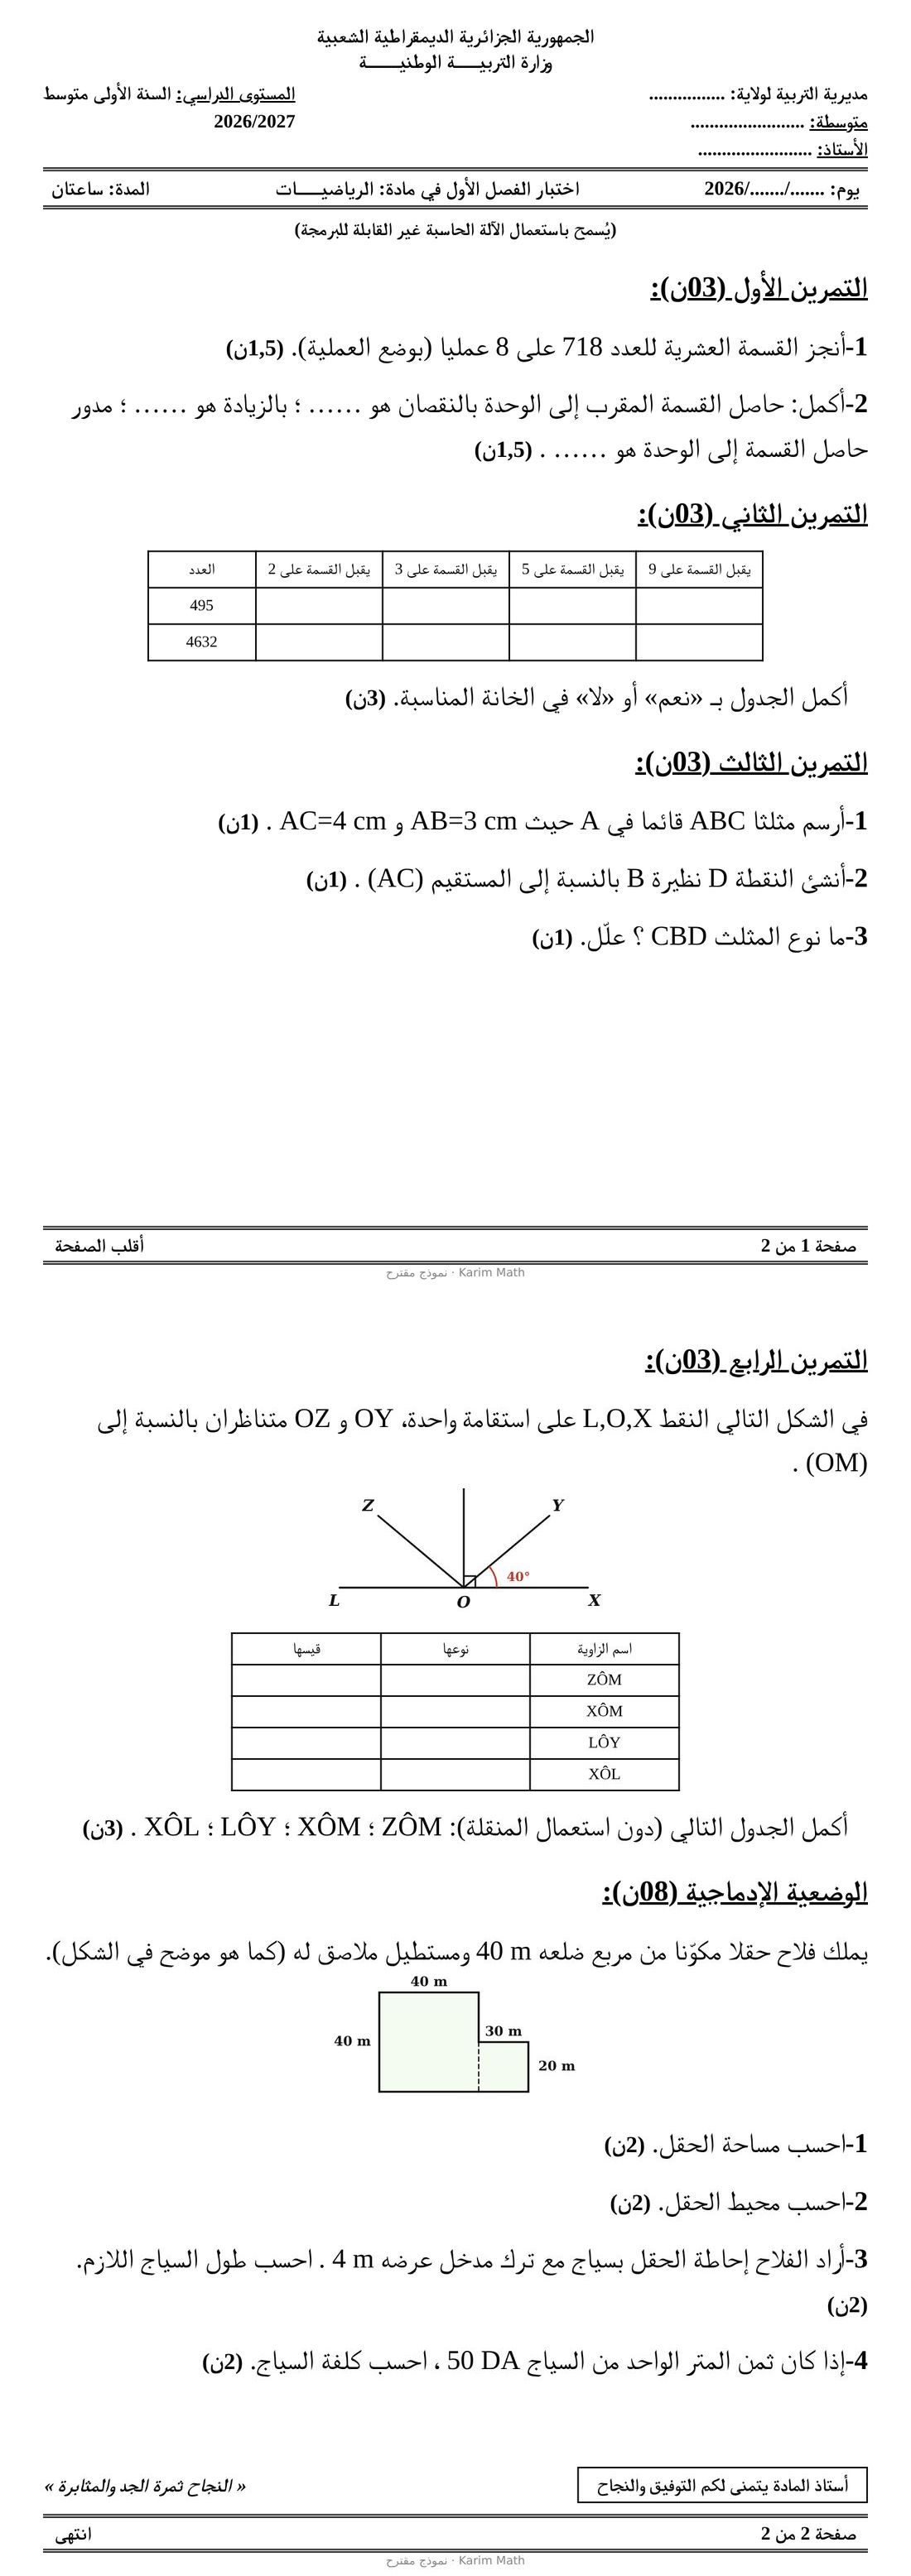 الجمهورية الجزائرية الديمقراطية الشعبية
وزارة التربيــــة الوطنيــــــة
مديرية التربية لولاية: ................
المستوى الدراسي: السنة الأولى متوسط
متوسطة: ........................
2026/2027
الأستاذ: ........................
يوم: ......./......./2026
اختبار الفصل الأول في مادة: الرياضيــــات
المدة: ساعتان
(يُسمح باستعمال الآلة الحاسبة غير القابلة للبرمجة)
التمرين الأول (03ن):
1-أنجز القسمة العشرية للعدد 718 على 8 عمليا (بوضع العملية). (1,5ن)
2-أكمل: حاصل القسمة المقرب إلى الوحدة بالنقصان هو ...... ؛ بالزيادة هو ...... ؛ مدور
حاصل القسمة إلى الوحدة هو ...... . (1,5ن)
التمرين الثاني (03ن):
يقبل القسمة على 9 يقبل القسمة على 5 يقبل القسمة على 3 يقبل القسمة على 2 العدد
495
4632
أكمل الجدول بـ «نعم» أو «لا» في الخانة المناسبة. (3ن)
التمرين الثالث (03ن):
1-أرسم مثلثا ABC قائما في A حيث AB=3 cm و AC=4 cm . (1ن)
2-أنشئ النقطة D نظيرة B بالنسبة إلى المستقيم (AC) . (1ن)
3-ما نوع المثلث CBD ؟ علّل. (1ن)
صفحة 1 من 2
أقلب الصفحة
Karim Math · نموذج مقترح
التمرين الرابع (03ن):
في الشكل التالي النقط L,O,X على استقامة واحدة، OY و OZ متناظران بالنسبة إلى
(OM) .
Z Y
40°
L O X
اسم الزاوية نوعها قيسها
ZÔM
XÔM
LÔY
XÔL
أكمل الجدول التالي (دون استعمال المنقلة): ZÔM ؛ XÔM ؛ LÔY ؛ XÔL . (3ن)
الوضعية الإدماجية (08ن):
يملك فلاح حقلا مكوّنا من مربع ضلعه 40 m ومستطيل ملاصق له (كما هو موضح في الشكل).
40 m
30 m
40 m
20 m
1-احسب مساحة الحقل. (2ن)
2-احسب محيط الحقل. (2ن)
3-أراد الفلاح إحاطة الحقل بسياج مع ترك مدخل عرضه 4 m . احسب طول السياج اللازم.
(2ن)
4-إذا كان ثمن المتر الواحد من السياج 50 DA ، احسب كلفة السياج. (2ن)
أستاذ المادة يتمنى لكم التوفيق والنجاح
« النجاح ثمرة الجد والمثابرة »
صفحة 2 من 2
انتهى
Karim Math · نموذج مقترح